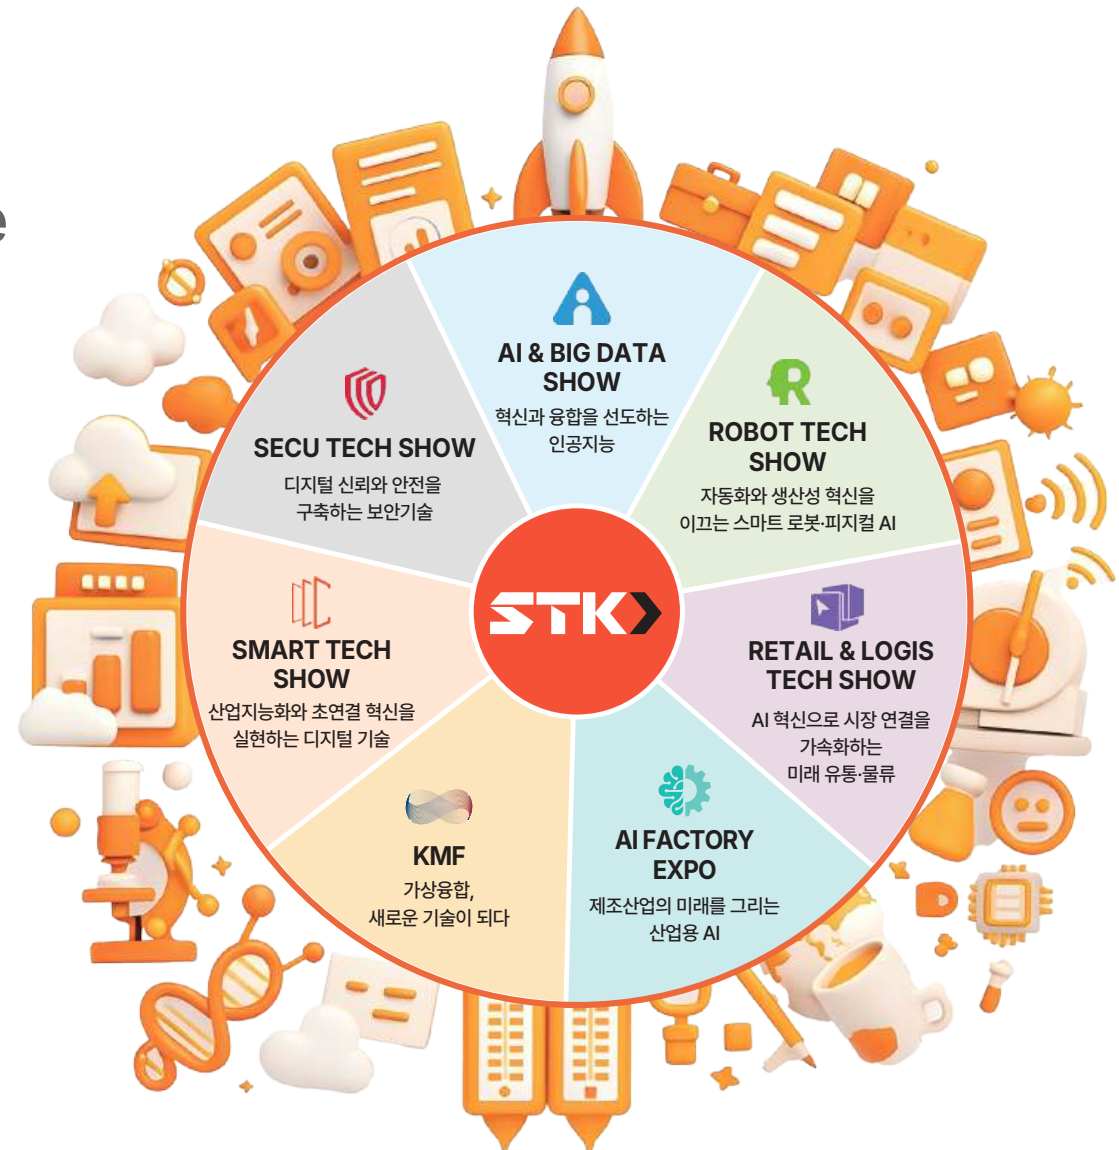 e
AI & BIG DATA
SHOW
혁신과 융합을 선도하는
인공지능
ROBOT TECH
SHOW
자동화와 생산성 혁신을
이끄는 스마트 로봇·피지컬 AI
RETAIL & LOGIS
TECH SHOW
AI 혁신으로 시장 연결을
가속화하는
미래 유통·물류
AI FACTORY
EXPO
제조산업의 미래를 그리는
산업용 AI
KMF
가상융합,
새로운 기술이 되다
SMART TECH
SHOW
산업지능화와 초연결 혁신을
실현하는 디지털 기술
SECU TECH SHOW
디지털 신뢰와 안전을
구축하는 보안기술
STK